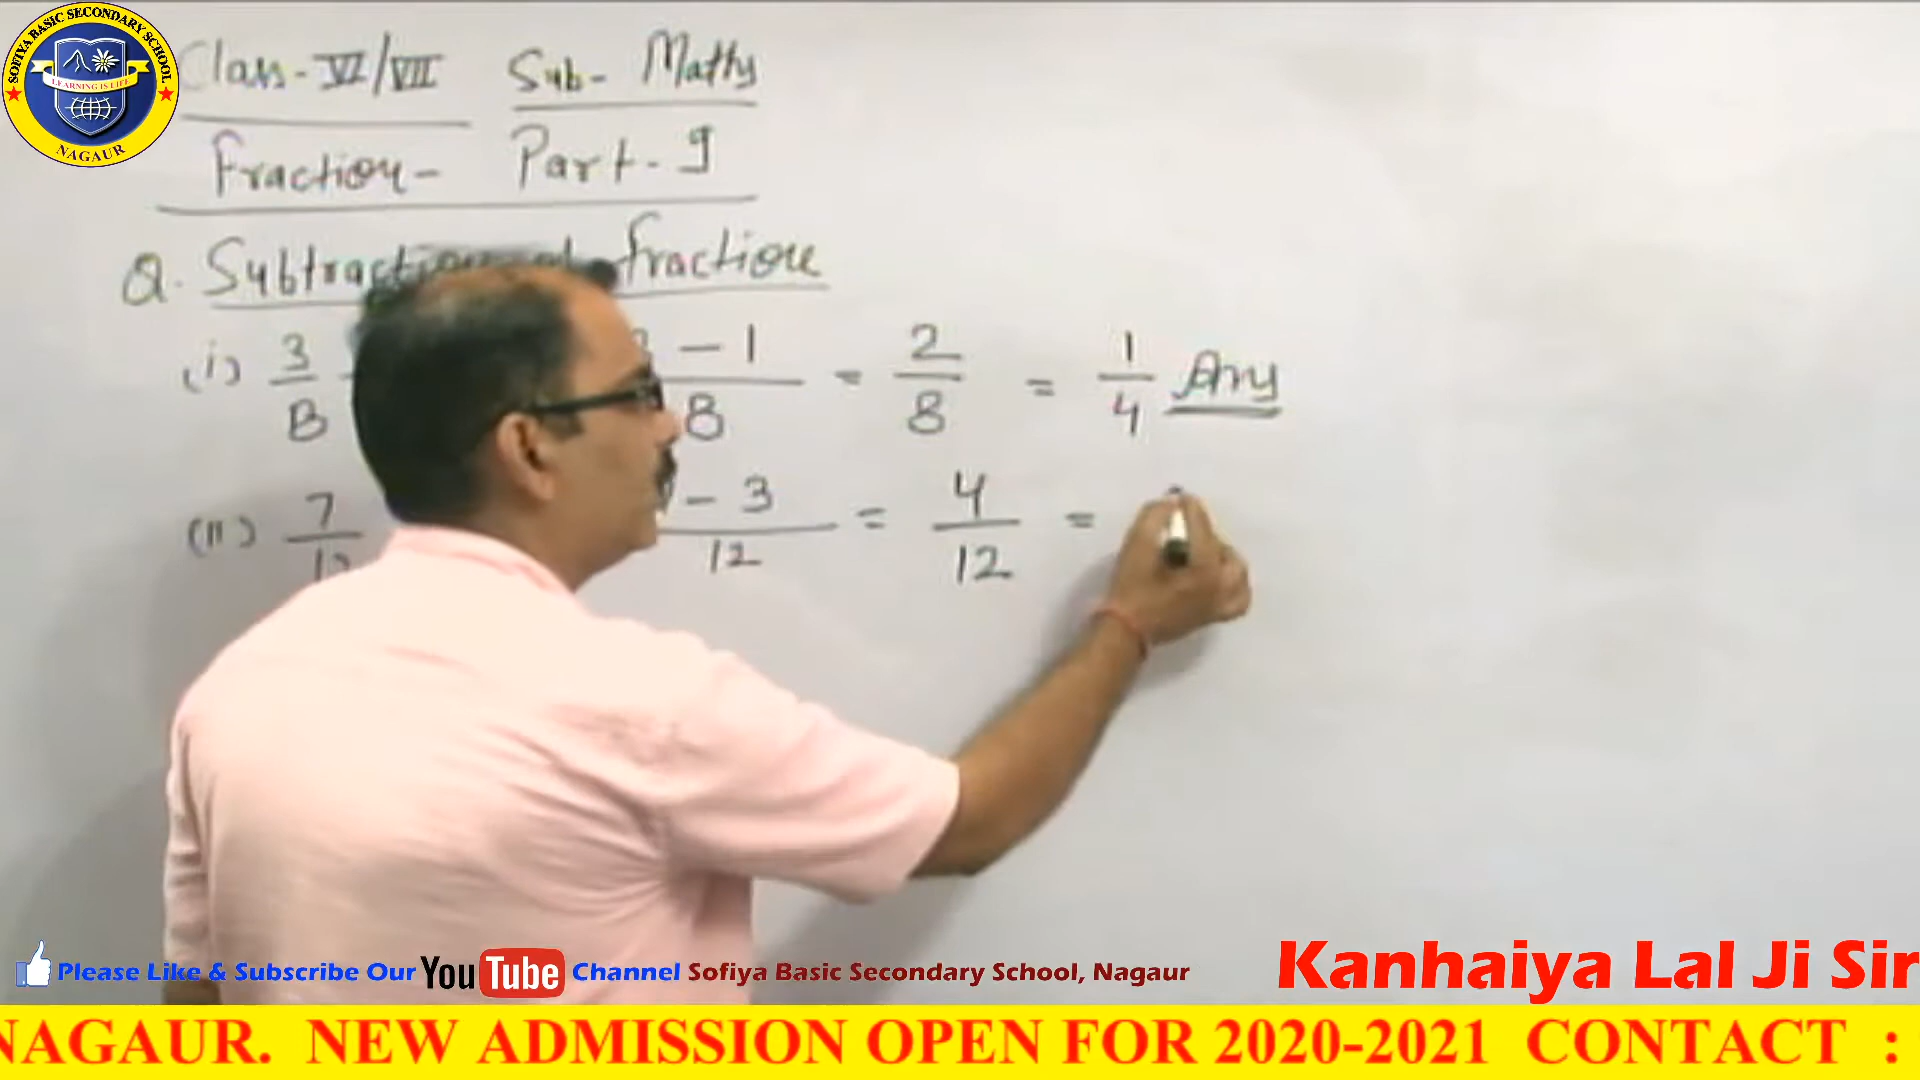 SOFIYA BASIC SECONDARY SCHOOL
LEARNING IS LIFE
NAGAUR
Class-VI/VII Sub- Maths
Fraction- Part-I
Q. Subtraction of fraction
(i) 3/8 - 1 / 8 = 2/8 = 1/4 Ans
(ii) 7/12 - 3 / 12 = 4/12 =
Please Like & Subscribe Our YouTube Channel Sofiya Basic Secondary School, Nagaur
Kanhaiya Lal Ji Sir
NAGAUR. NEW ADMISSION OPEN FOR 2020-2021 CONTACT :